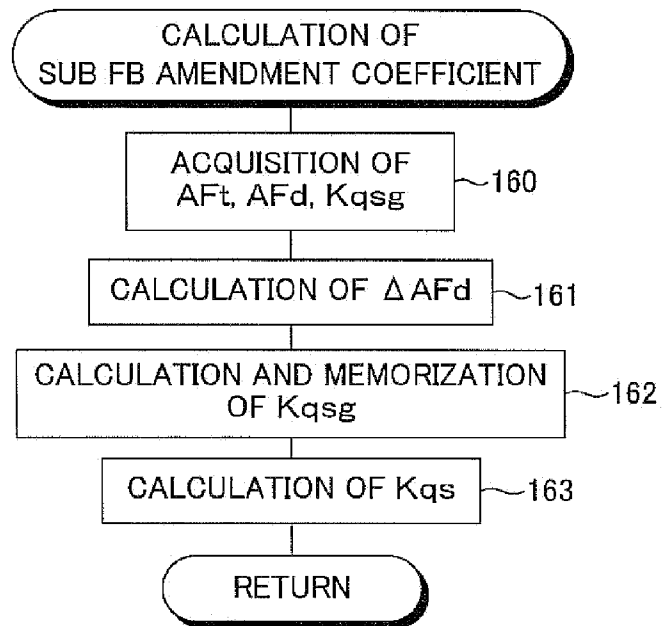 CALCULATION OF
SUB FB AMENDMENT COEFFICIENT
ACQUISITION OF
AFt, AFd, Kqsg
160
CALCULATION OF Δ AFd
161
CALCULATION AND MEMORIZATION
OF Kqsg
162
CALCULATION OF Kqs
163
RETURN